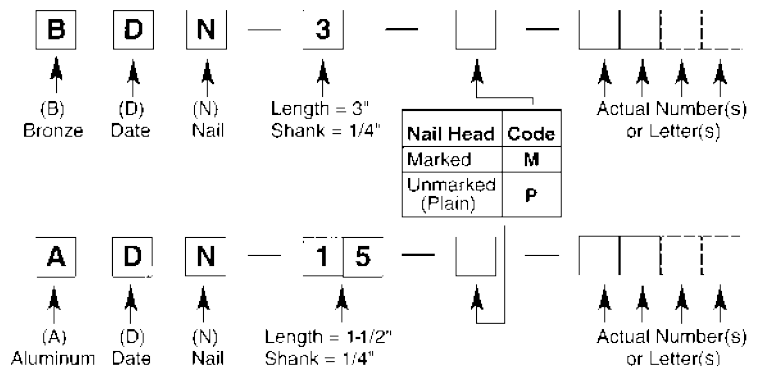 B D N — 3 — —
(B) (D) (N) Length = 3" Actual Number(s)
Bronze Date Nail Shank = 1/4" or Letter(s)
Nail Head Code
Marked M
Unmarked
(Plain) P
A D N — 1 5 — —
(A) (D) (N) Length = 1-1/2" Actual Number(s)
Aluminum Date Nail Shank = 1/4" or Letter(s)